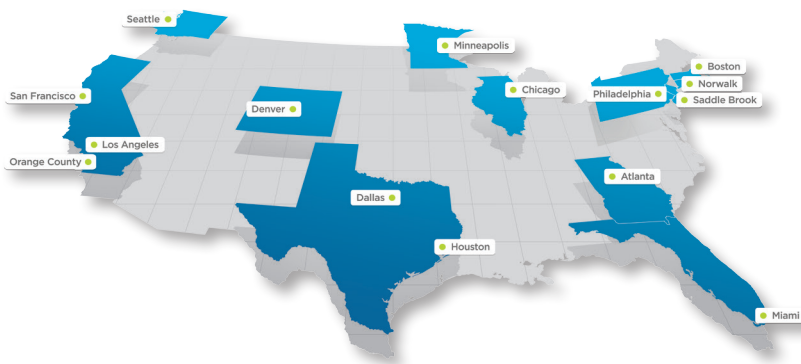 Seattle
Minneapolis
Boston
Norwalk
Saddle Brook
Philadelphia
Chicago
San Francisco
Denver
Los Angeles
Orange County
Atlanta
Dallas
Houston
Miami